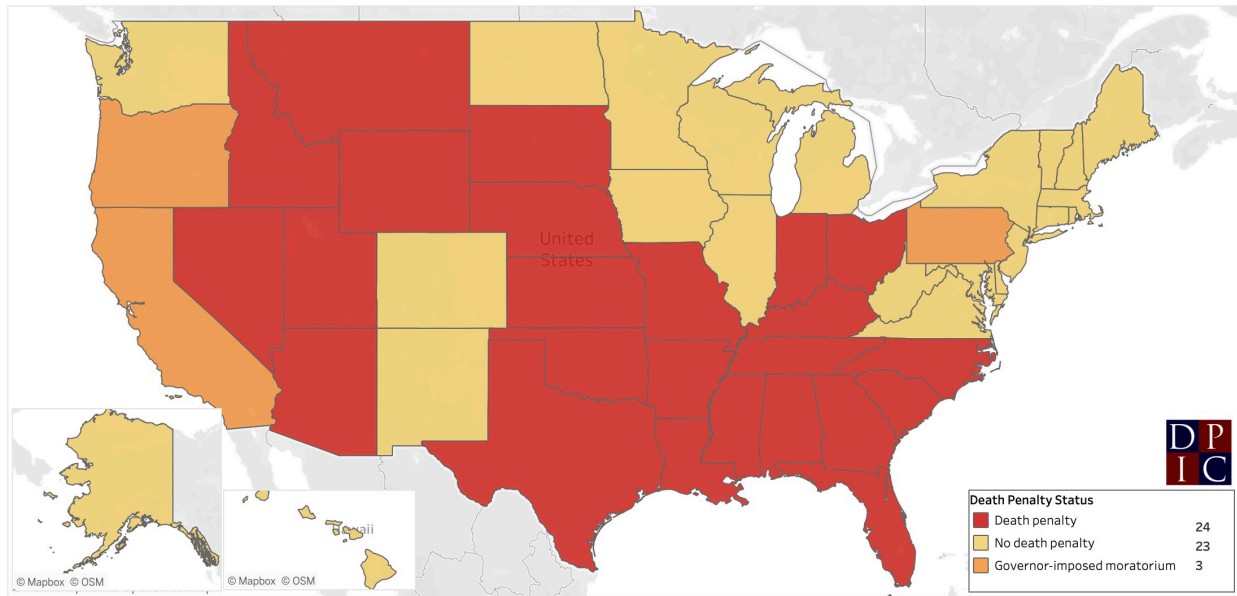 United
States
Hawaii
© Mapbox © OSM
© Mapbox © OSM
D P
I C
Death Penalty Status
Death penalty 24
No death penalty 23
Governor-imposed moratorium 3